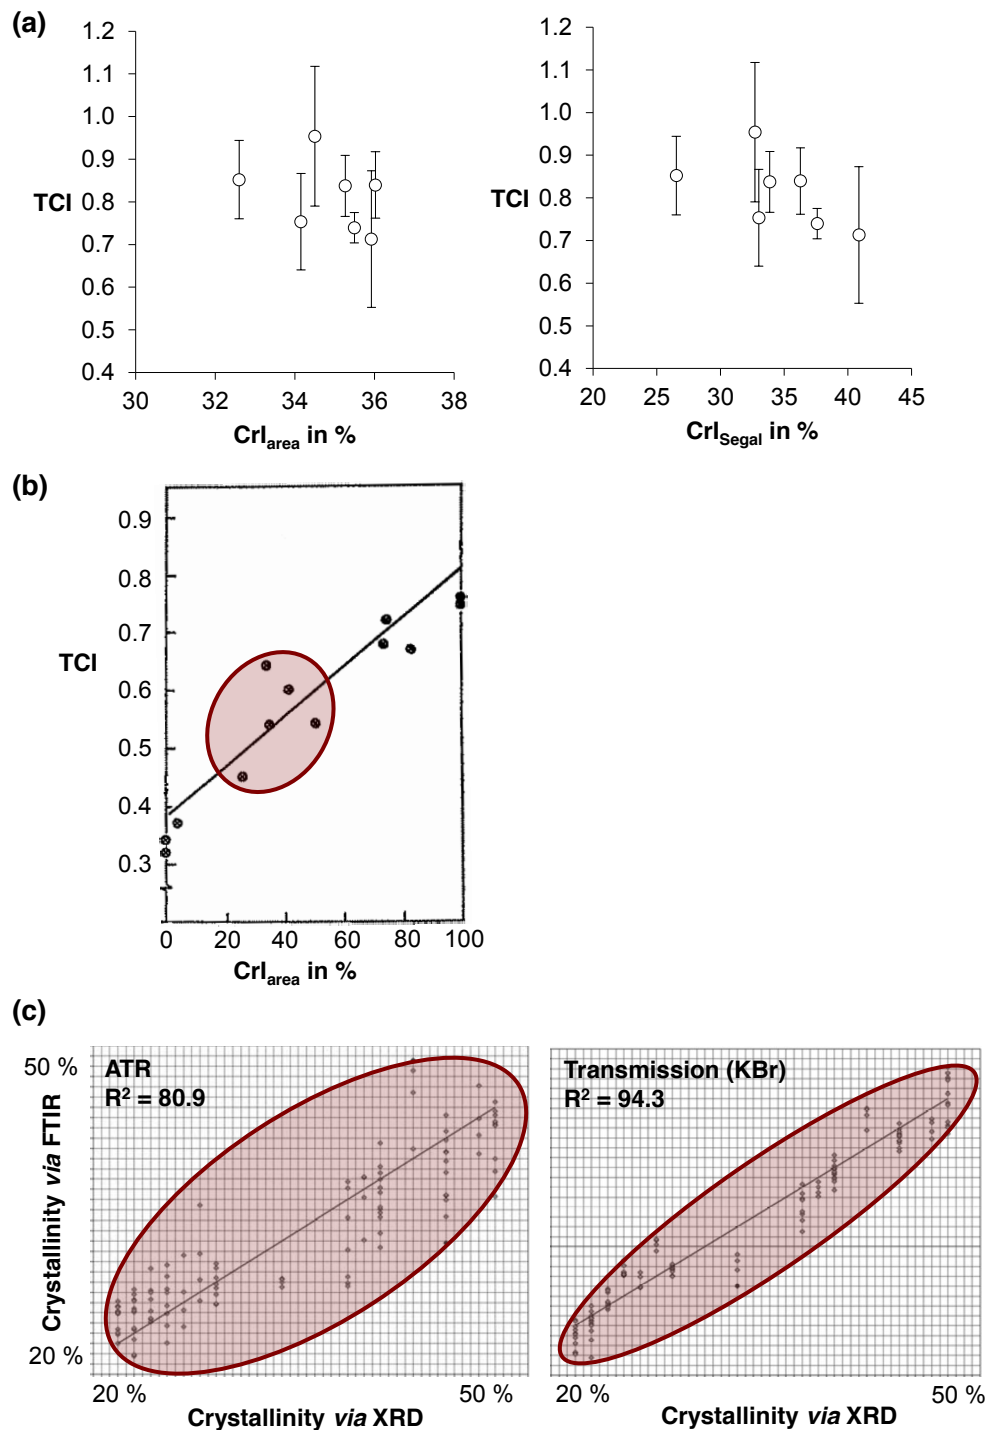 (a)
1.2
1.1
1.0
0.9
0.8
0.7
0.6
0.5
0.4
TCI
30 32 34 36 38
CrI_area in %
1.2
1.1
1.0
0.9
0.8
0.7
0.6
0.5
0.4
TCI
20 25 30 35 40 45
CrI_Segal in %
(b)
0.9
0.8
0.7
0.6
0.5
0.4
0.3
TCI
0 20 40 60 80 100
CrI_area in %
(c)
50 %
20 %
Crystallinity via FTIR
ATR
R² = 80.9
20 % 50 %
Crystallinity via XRD
Transmission (KBr)
R² = 94.3
20 % 50 %
Crystallinity via XRD